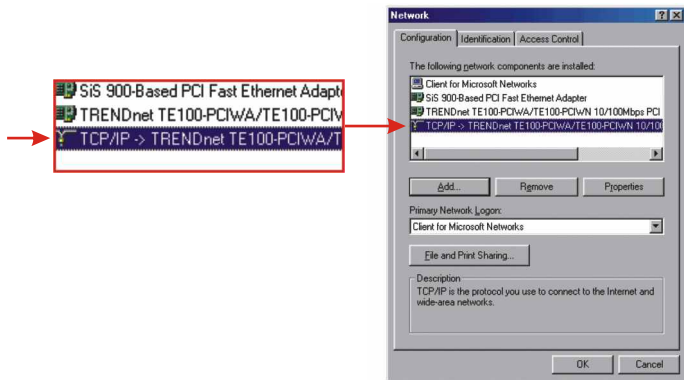 SiS 900-Based PCI Fast Ethernet Adapt
TRENDnet TE100-PCIWA/TE100-PCIW
TCP/IP -> TRENDnet TE100-PCIWA/T
Network
Configuration Identification Access Control
The following network components are installed:
Client for Microsoft Networks
SiS 900-Based PCI Fast Ethernet Adapter
TRENDnet TE100-PCIWA/TE100-PCIWN 10/100Mbps PCI
TCP/IP -> TRENDnet TE100-PCIWA/TE100-PCIWN 10/100
Add... Remove Properties
Primary Network Logon:
Client for Microsoft Networks
File and Print Sharing...
Description
TCP/IP is the protocol you use to connect to the Internet and
wide-area networks.
OK Cancel